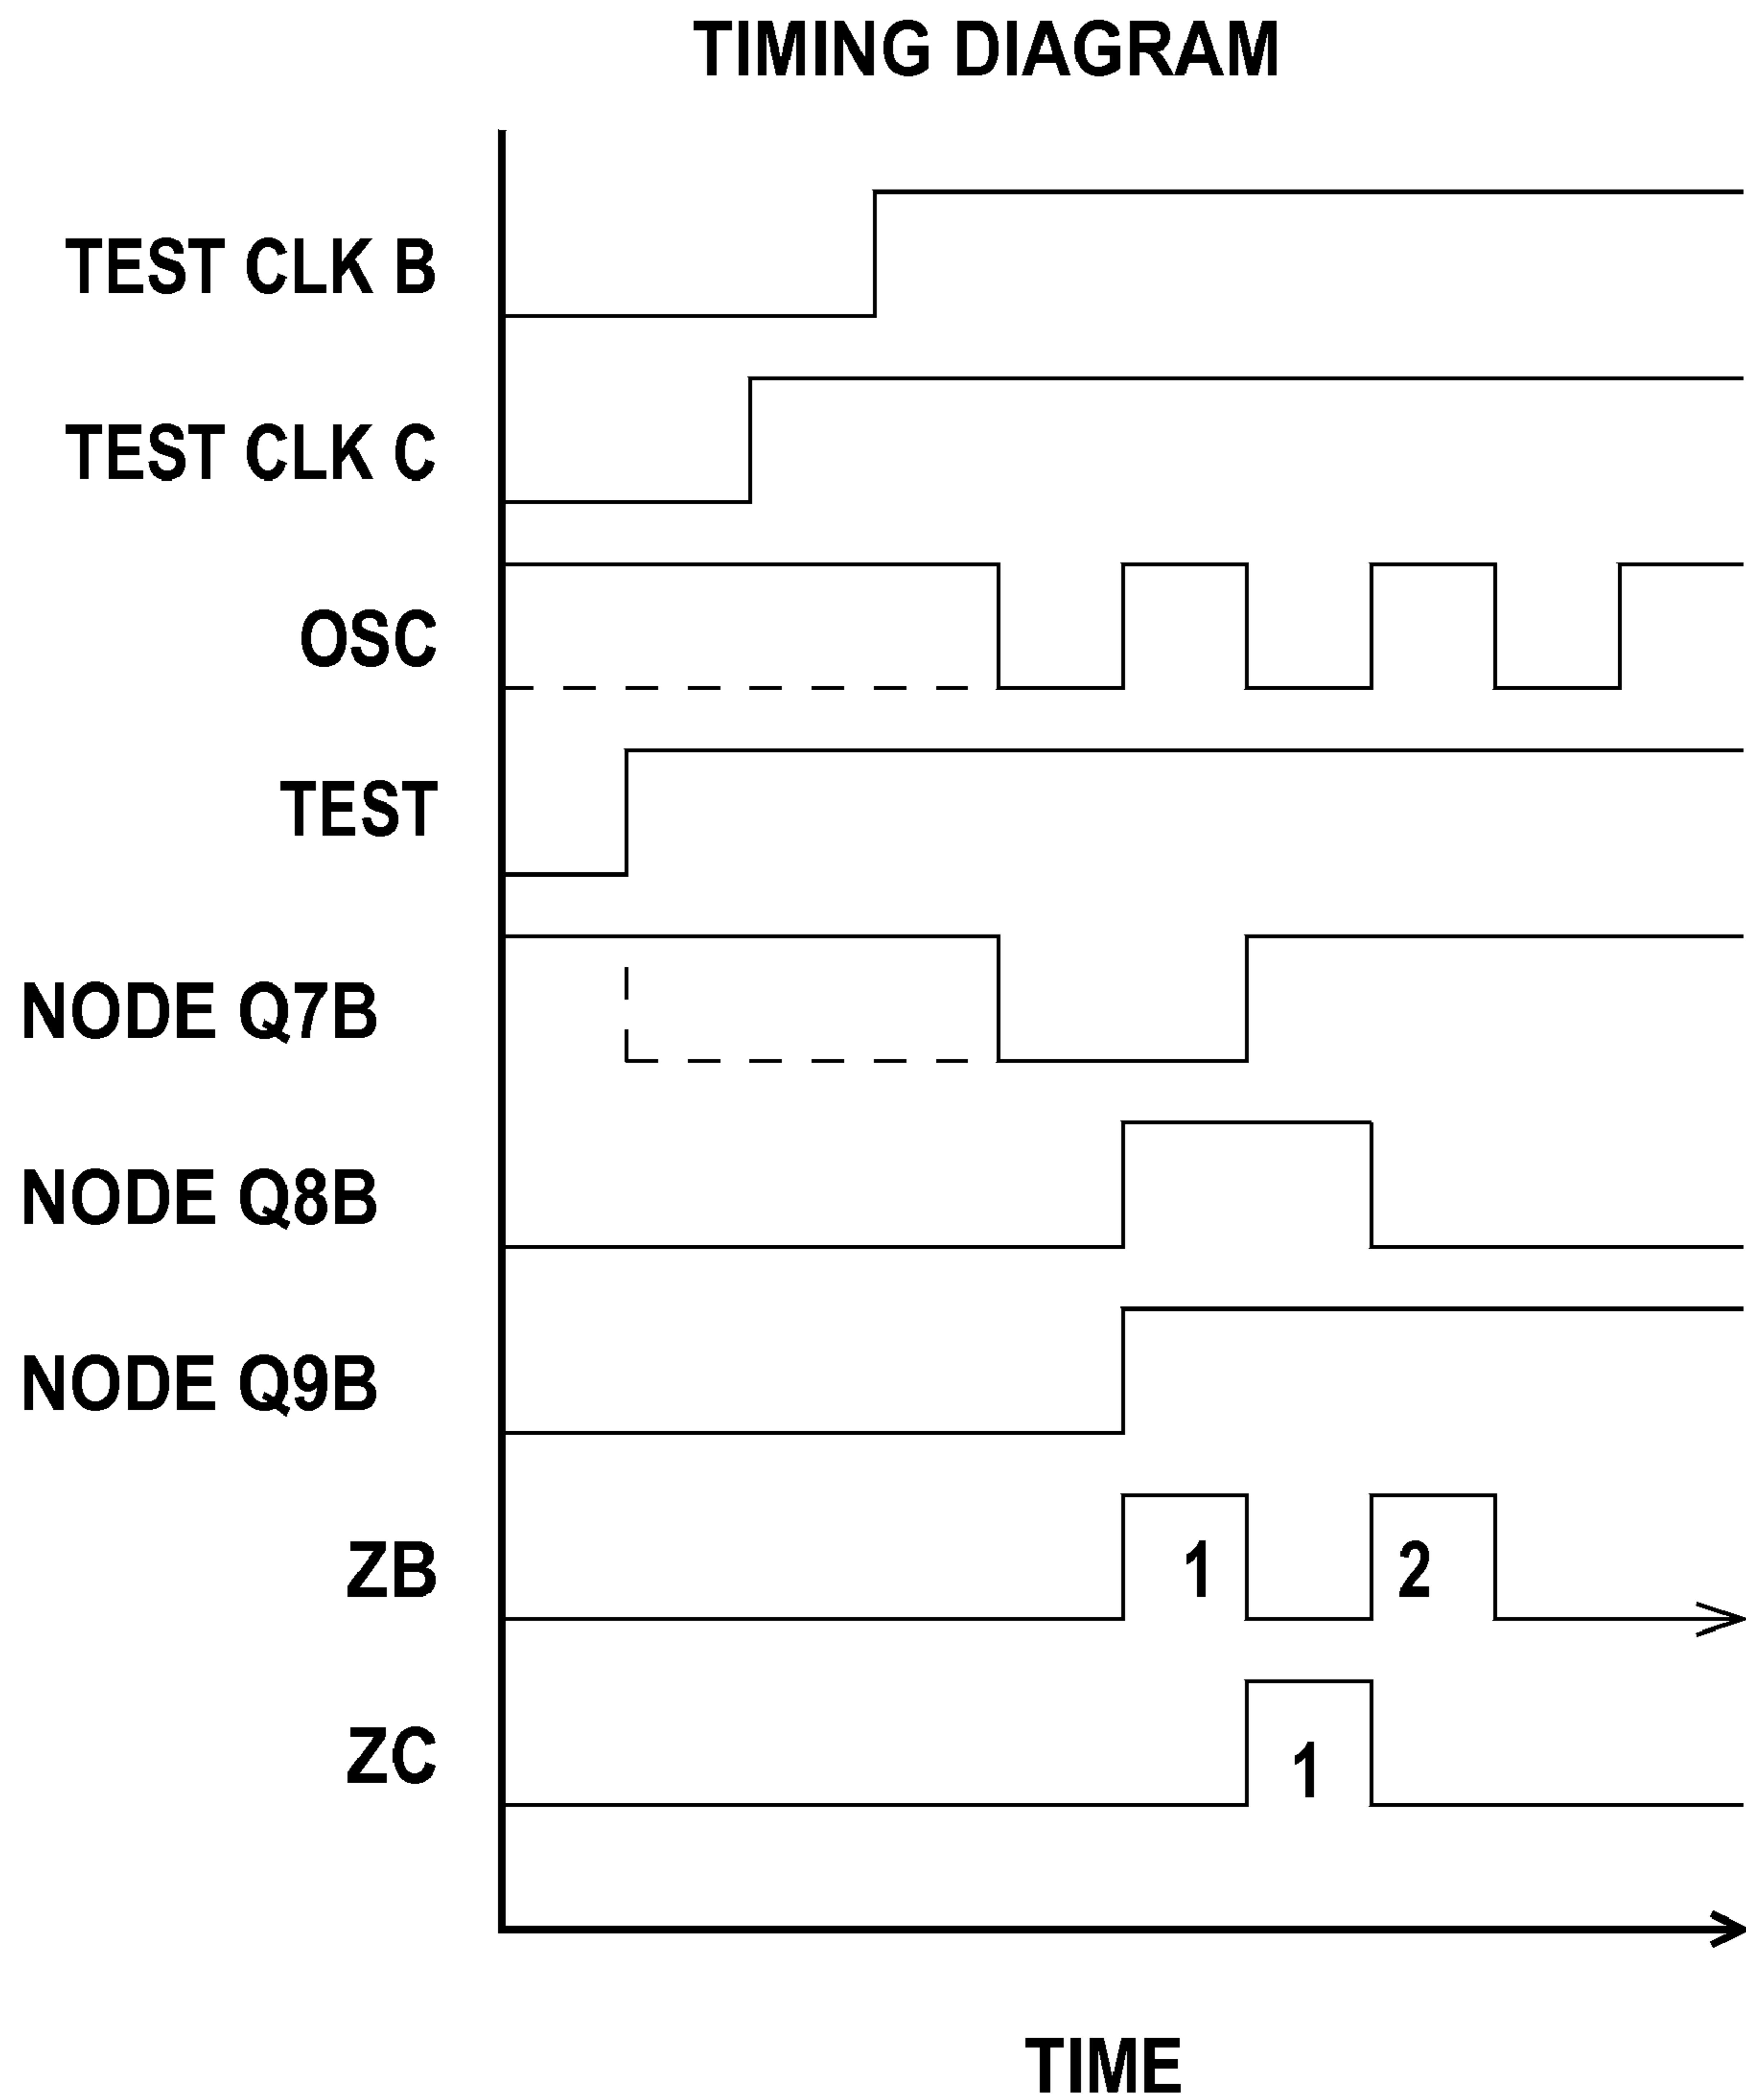 TIMING DIAGRAM
TEST CLK B
TEST CLK C
OSC
TEST
NODE Q7B
NODE Q8B
NODE Q9B
ZB 1 2
ZC 1
TIME